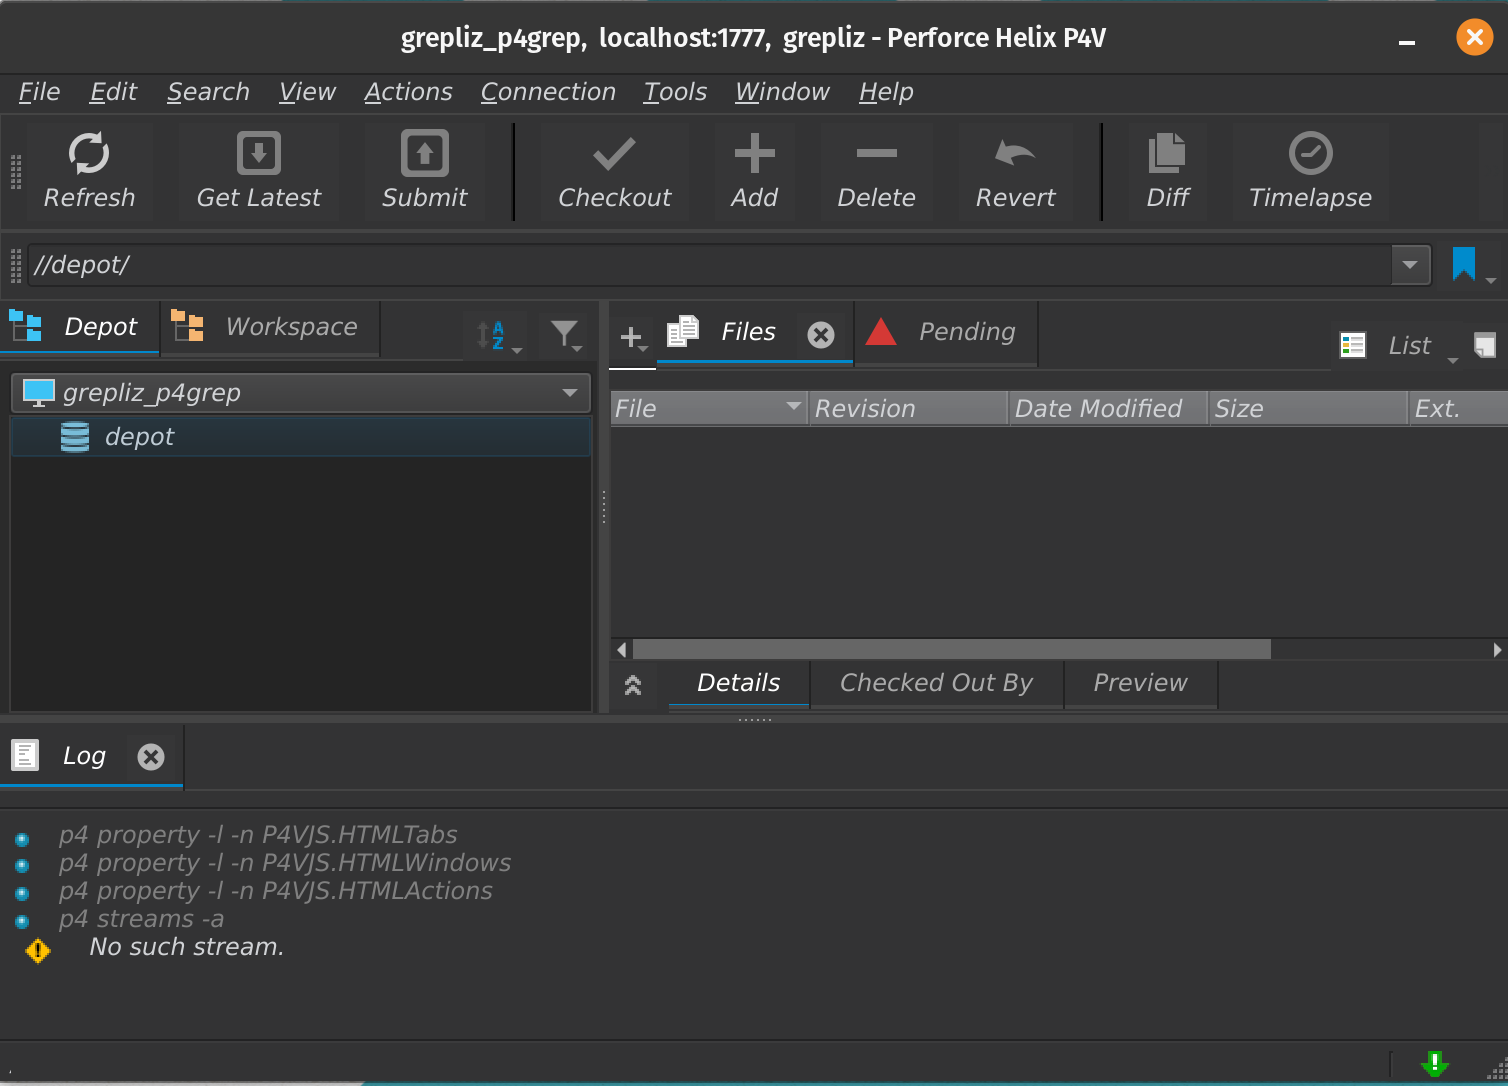 grepliz_p4grep,  localhost:1777,  grepliz - Perforce Helix P4V
File Edit Search View Actions Connection Tools Window Help
Refresh Get Latest Submit Checkout Add Delete Revert Diff Timelapse
//depot/
Depot Workspace
Files Pending List
grepliz_p4grep
depot
File Revision Date Modified Size Ext.
Details Checked Out By Preview
Log
p4 property -l -n P4VJS.HTMLTabs
p4 property -l -n P4VJS.HTMLWindows
p4 property -l -n P4VJS.HTMLActions
p4 streams -a
No such stream.